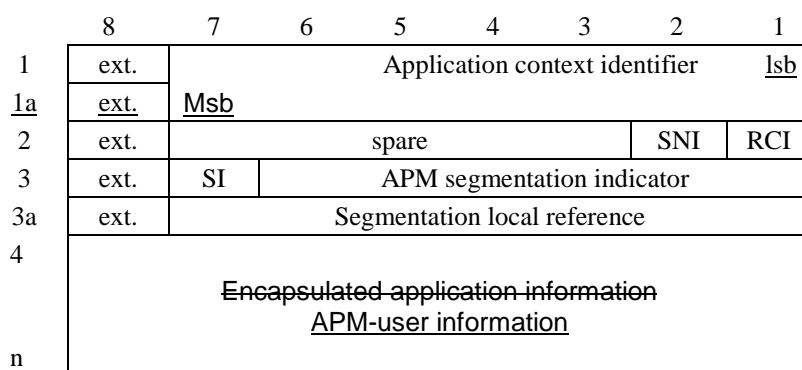 8 7 6 5 4 3 2 1
1 ext. Application context identifier lsb
1a ext. Msb
2 ext. spare SNI RCI
3 ext. SI APM segmentation indicator
3a ext. Segmentation local reference
4
Encapsulated application information
APM-user information
n